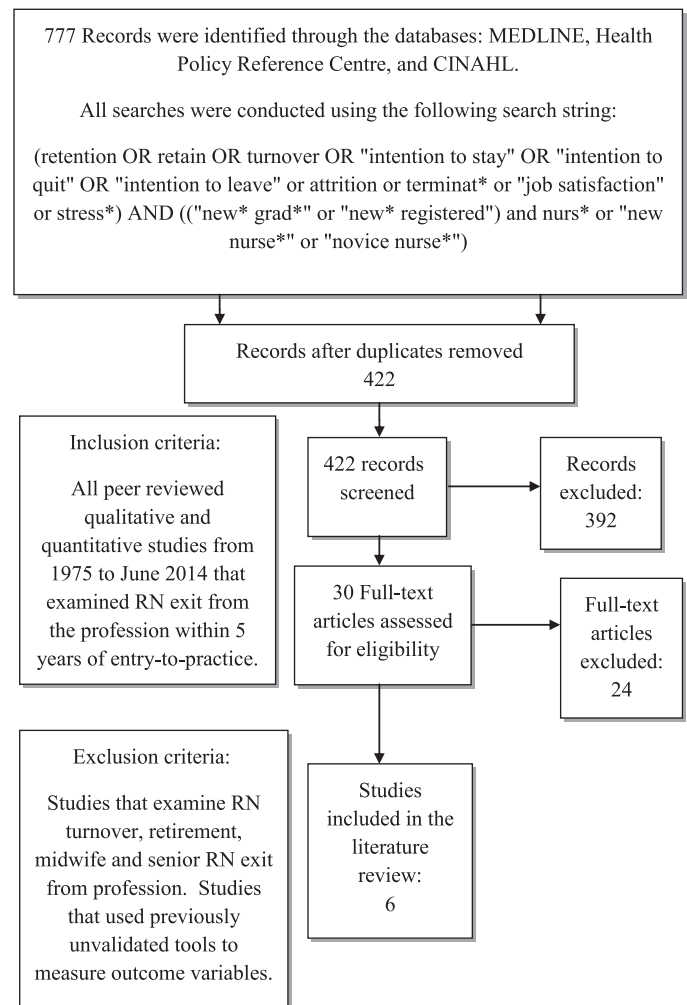 777 Records were identified through the databases: MEDLINE, Health
Policy Reference Centre, and CINAHL.
All searches were conducted using the following search string:
(retention OR retain OR turnover OR "intention to stay" OR "intention to
quit" OR "intention to leave" or attrition or terminat* or "job satisfaction"
or stress*) AND (("new* grad*" or "new* registered") and nurs* or "new
nurse*" or "novice nurse*")
Records after duplicates removed
422
Inclusion criteria:
All peer reviewed
qualitative and
quantitative studies from
1975 to June 2014 that
examined RN exit from
the profession within 5
years of entry-to-practice.
422 records
screened
Records
excluded:
392
30 Full-text
articles assessed
for eligibility
Full-text
articles
excluded:
24
Exclusion criteria:
Studies that examine RN
turnover, retirement,
midwife and senior RN exit
from profession. Studies
that used previously
unvalidated tools to
measure outcome variables.
Studies
included in the
literature
review:
6